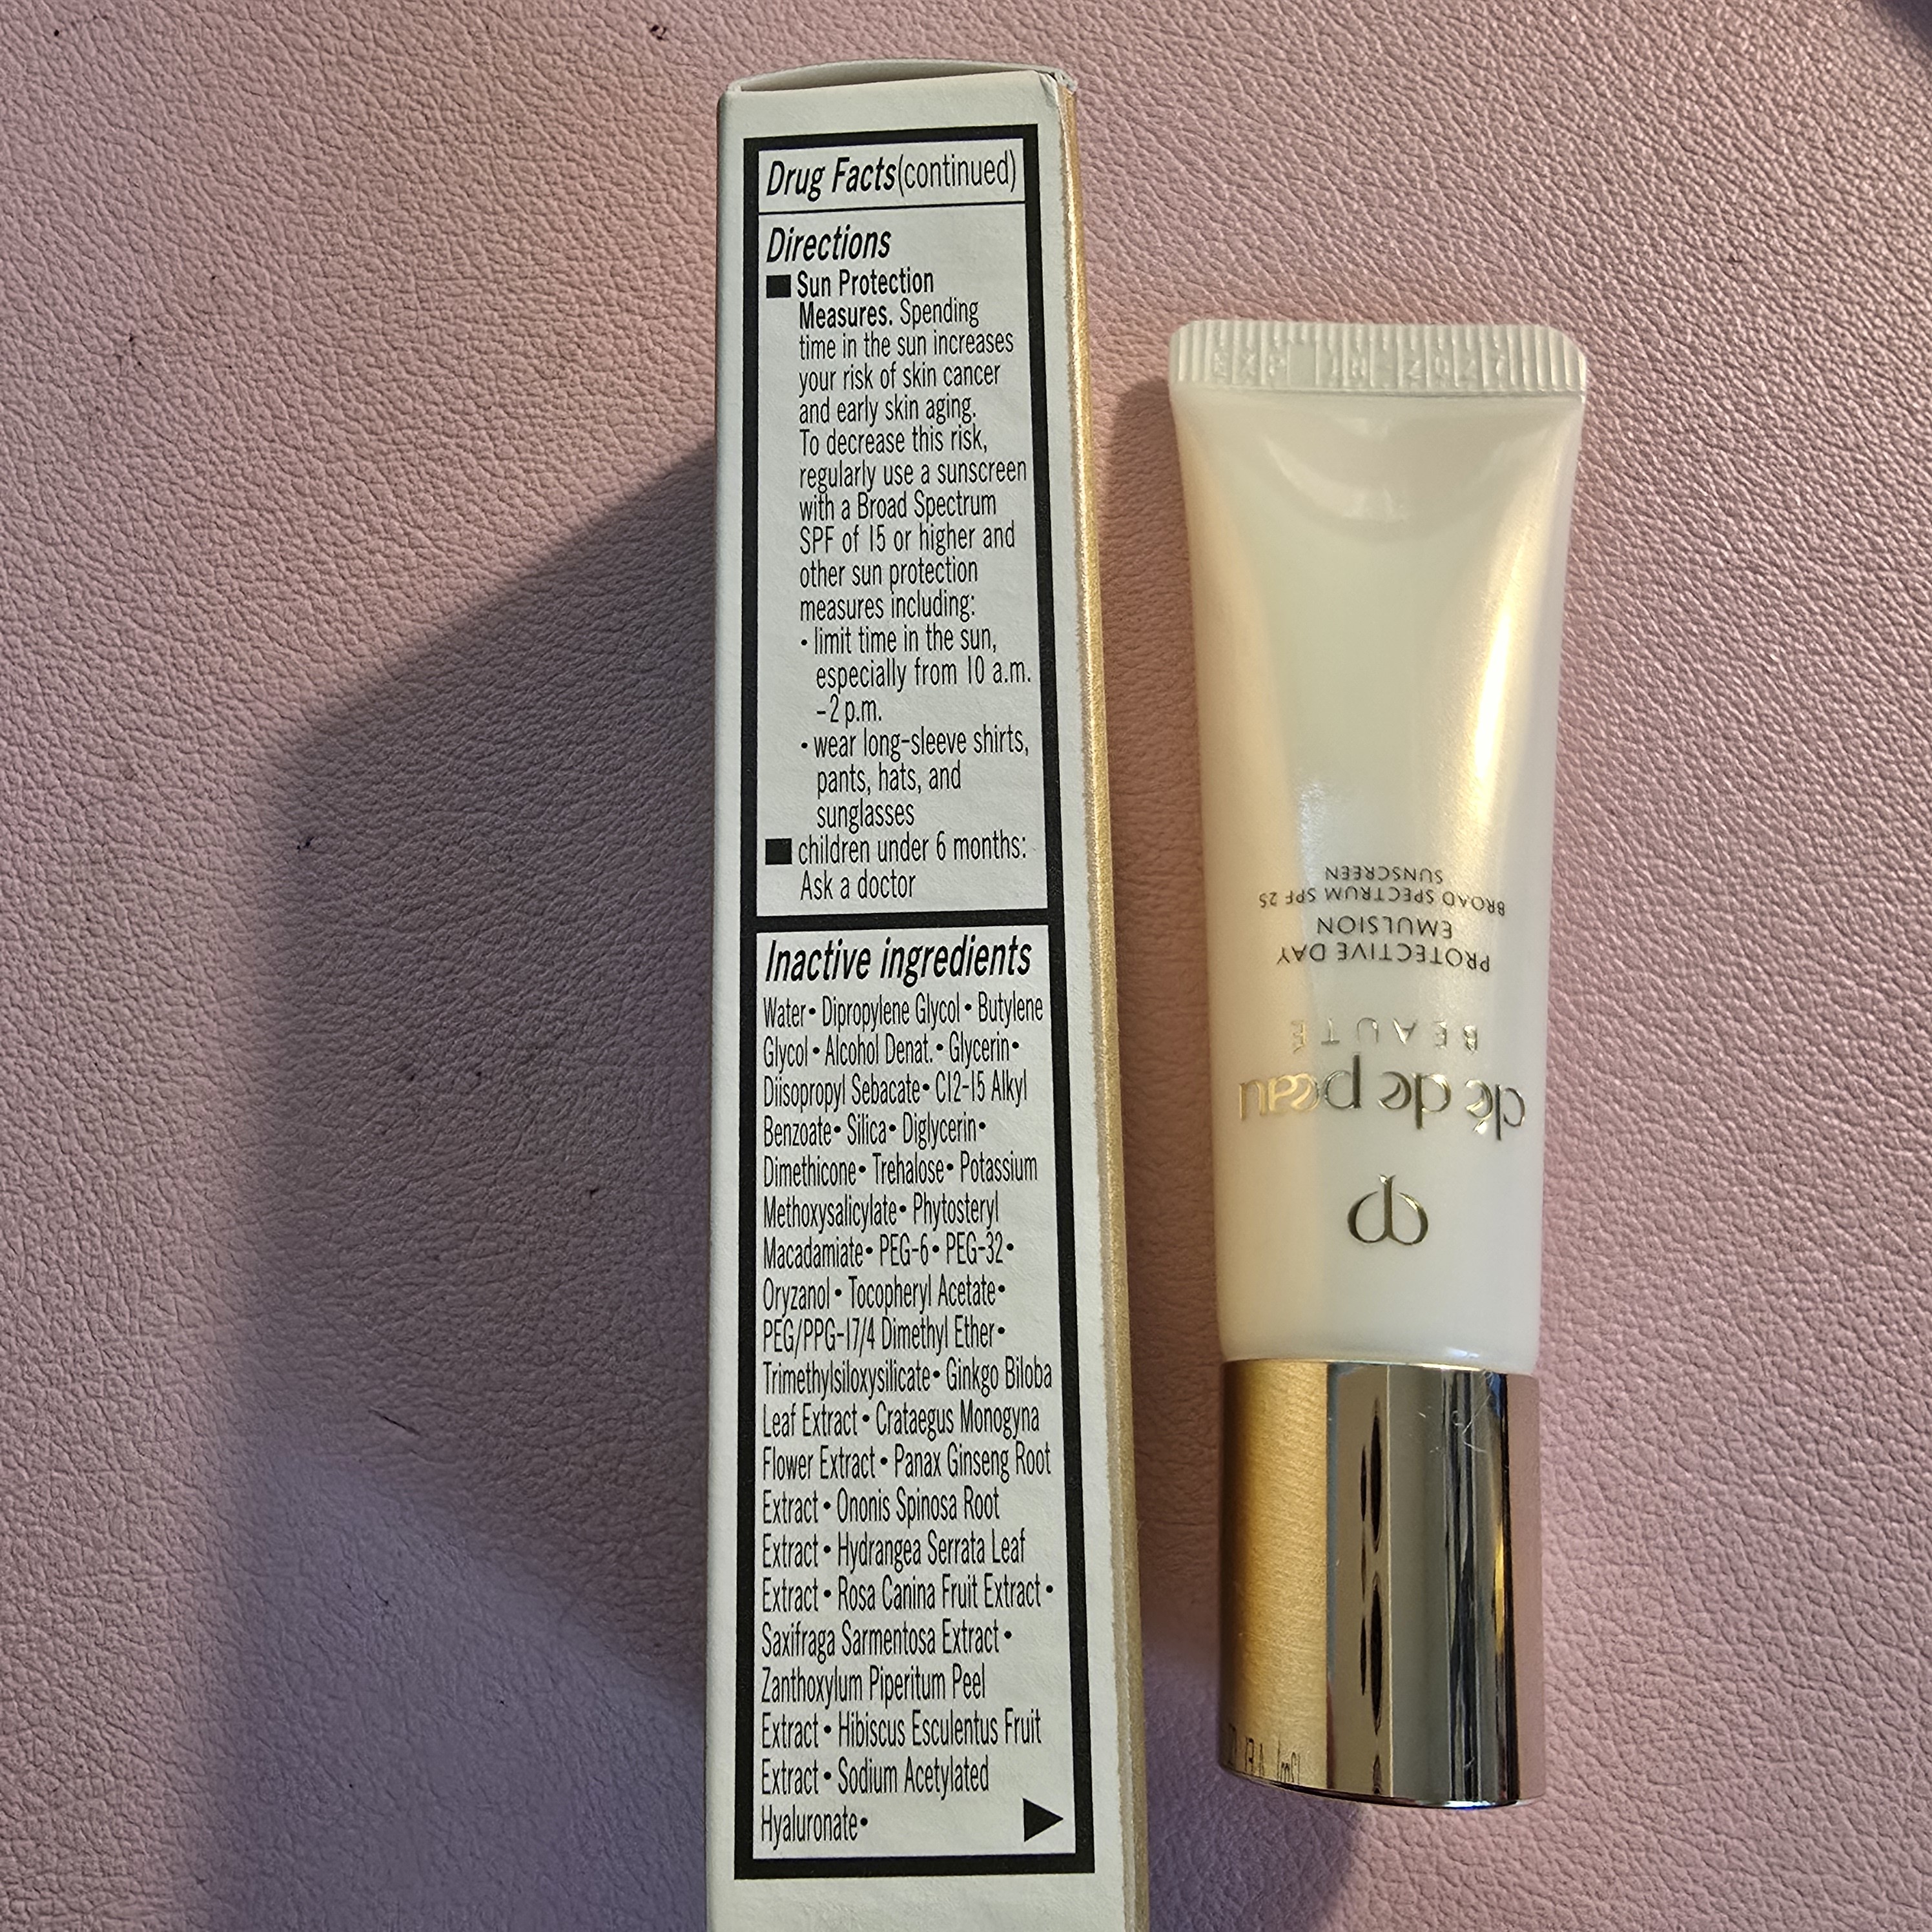 Drug Facts(continued)
Directions
■ Sun Protection
Measures. Spending
time in the sun increases
your risk of skin cancer
and early skin aging.
To decrease this risk,
regularly use a sunscreen
with a Broad Spectrum
SPF of 15 or higher and
other sun protection
measures including:
• limit time in the sun,
especially from 10 a.m.
-2 p.m.
• wear long-sleeve shirts,
pants, hats, and
sunglasses
■ children under 6 months:
Ask a doctor
Inactive ingredients
Water• Dipropylene Glycol • Butylene
Glycol • Alcohol Denat. • Glycerin•
Diisopropyl Sebacate• C12-15 Alkyl
Benzoate• Silica• Diglycerin•
Dimethicone• Trehalose• Potassium
Methoxysalicylate• Phytosteryl
Macadamiate• PEG-6• PEG-32•
Oryzanol • Tocopheryl Acetate•
PEG/PPG-17/4 Dimethyl Ether•
Trimethylsiloxysilicate• Ginkgo Biloba
Leaf Extract • Crataegus Monogyna
Flower Extract • Panax Ginseng Root
Extract • Ononis Spinosa Root
Extract • Hydrangea Serrata Leaf
Extract • Rosa Canina Fruit Extract •
Saxifraga Sarmentosa Extract •
Zanthoxylum Piperitum Peel
Extract • Hibiscus Esculentus Fruit
Extract • Sodium Acetylated
Hyaluronate•
clé de peau
BEAUTÉ
PROTECTIVE DAY
EMULSION
BROAD SPECTRUM SPF 25
SUNSCREEN